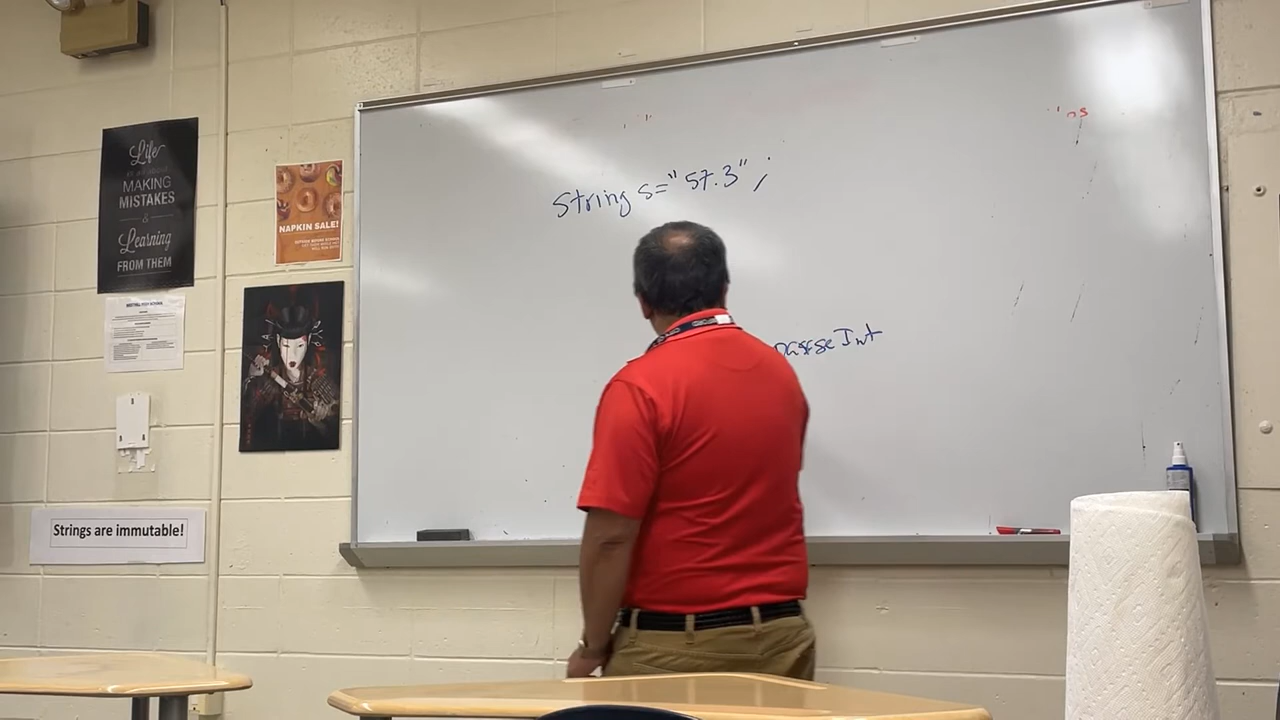 Life
MAKING
MISTAKES
&
Learning
FROM THEM
NAPKIN SALE!
Strings are immutable!
String s="57.3";
parseInt